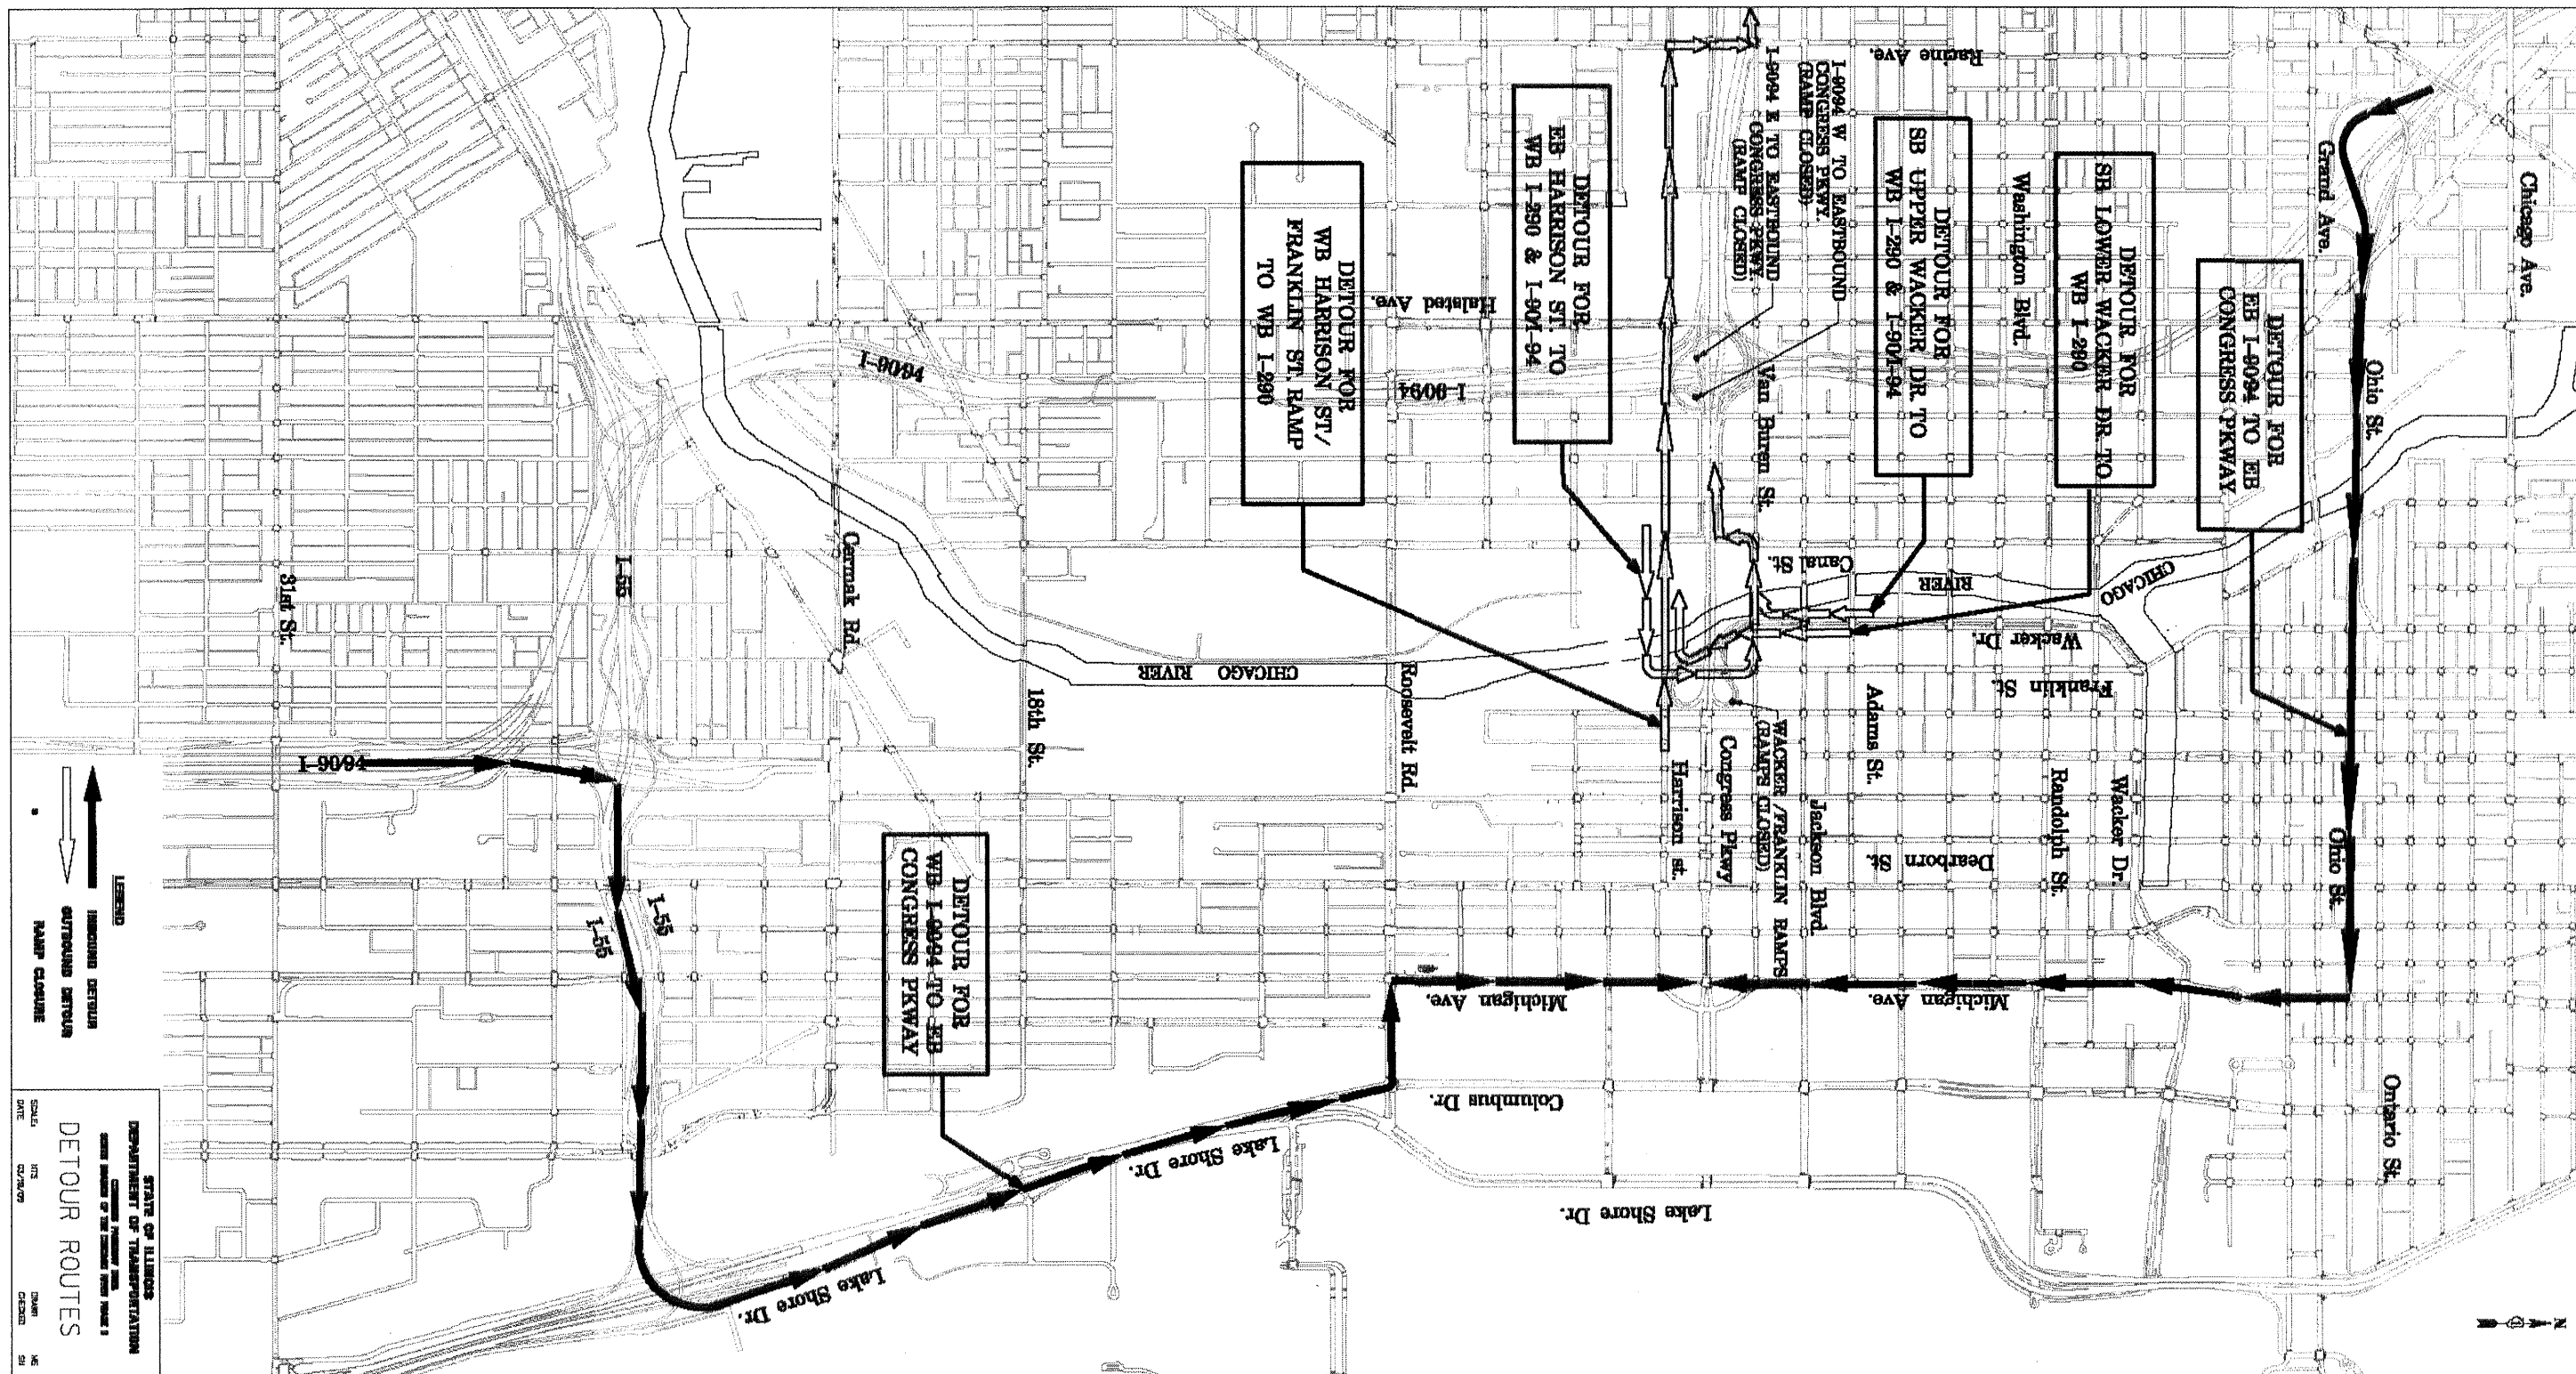 Chicago Ave.
Grand Ave.
Ohio St.
Ohio St.
Ontario St.
DETOUR FOR
EB I-9094 TO EB
CONGRESS PKWAY
DETOUR FOR
SB LOWER WACKER DR. TO
WB I-290
Washington Blvd.
DETOUR FOR
SB UPPER WACKER DR. TO
WB I-290 & I-90/I-94
Racine Ave.
I-9094 W TO EASTBOUND
CONGRESS PKWY.
(RAMP CLOSED)
I-9094 E TO EASTBOUND
CONGRESS PKWY.
(RAMP CLOSED)
DETOUR FOR
EB HARRISON ST. TO
WB I-290 & I-90/I-94
DETOUR FOR
WB HARRISON ST/
FRANKLIN ST. RAMP
TO WB I-290
Halsted Ave.
I-9094
I-9094
Van Buren St.
Canal St.
CHICAGO
RIVER
Wacker Dr.
Franklin St.
Adams St.
Wacker Dr.
Randolph St.
Dearborn St.
Jackson Blvd.
WACKER/FRANKLIN RAMPS
(RAMPS CLOSED)
Congress Pkwy
Harrison st.
Roosevelt Rd.
CHICAGO RIVER
18th St.
Cermak Rd
I-55
31st St.
I-9094
I-55
I-55
DETOUR FOR
WB I-9094 TO EB
CONGRESS PKWAY
Michigan Ave.
Michigan Ave.
Columbus Dr.
Lake Shore Dr.
Lake Shore Dr.
Lake Shore Dr.
N
LEGEND
INBOUND DETOUR
OUTBOUND DETOUR
RAMP CLOSURE
STATE OF ILLINOIS
DEPARTMENT OF TRANSPORTATION
DETOUR ROUTES
SCALE: NTS
DATE
DRAWN
CHECKED